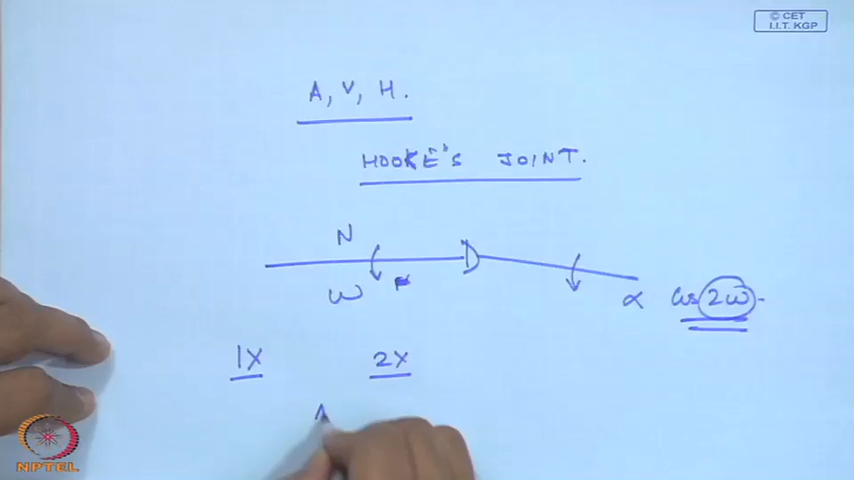 © CET
I.I.T. KGP
A, V, H.
HOOKE'S JOINT.
N
ω
α cos 2ω
1X 2X
NPTEL